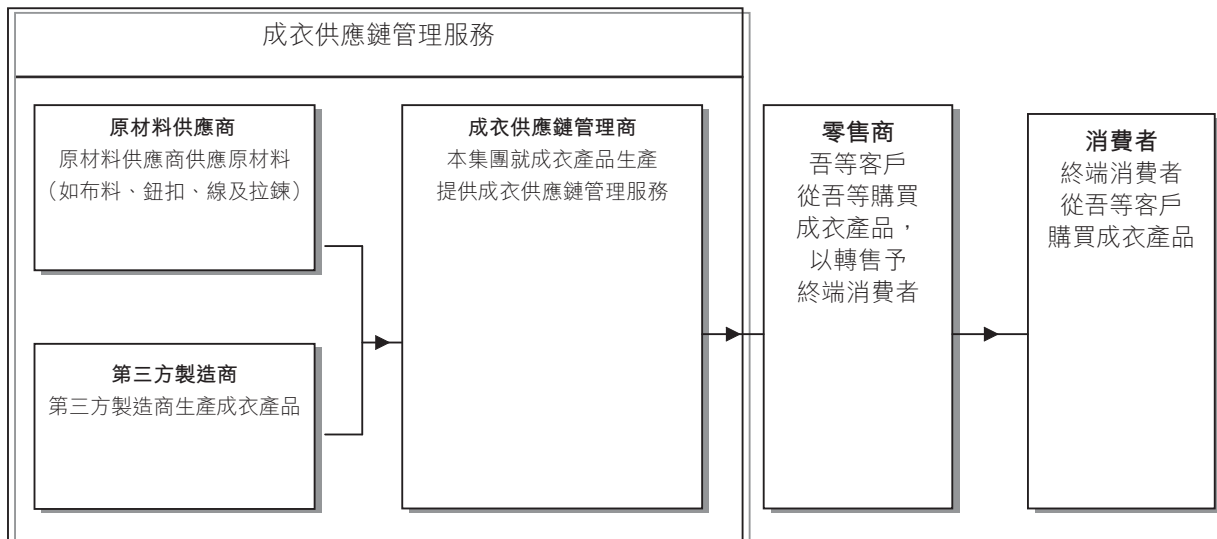 成衣供應鏈管理服務
原材料供應商
原材料供應商供應原材料
（如布料、鈕扣、線及拉鍊）
第三方製造商
第三方製造商生產成衣產品
成衣供應鏈管理商
本集團就成衣產品生產
提供成衣供應鏈管理服務
零售商
吾等客戶
從吾等購買
成衣產品，
以轉售予
終端消費者
消費者
終端消費者
從吾等客戶
購買成衣產品